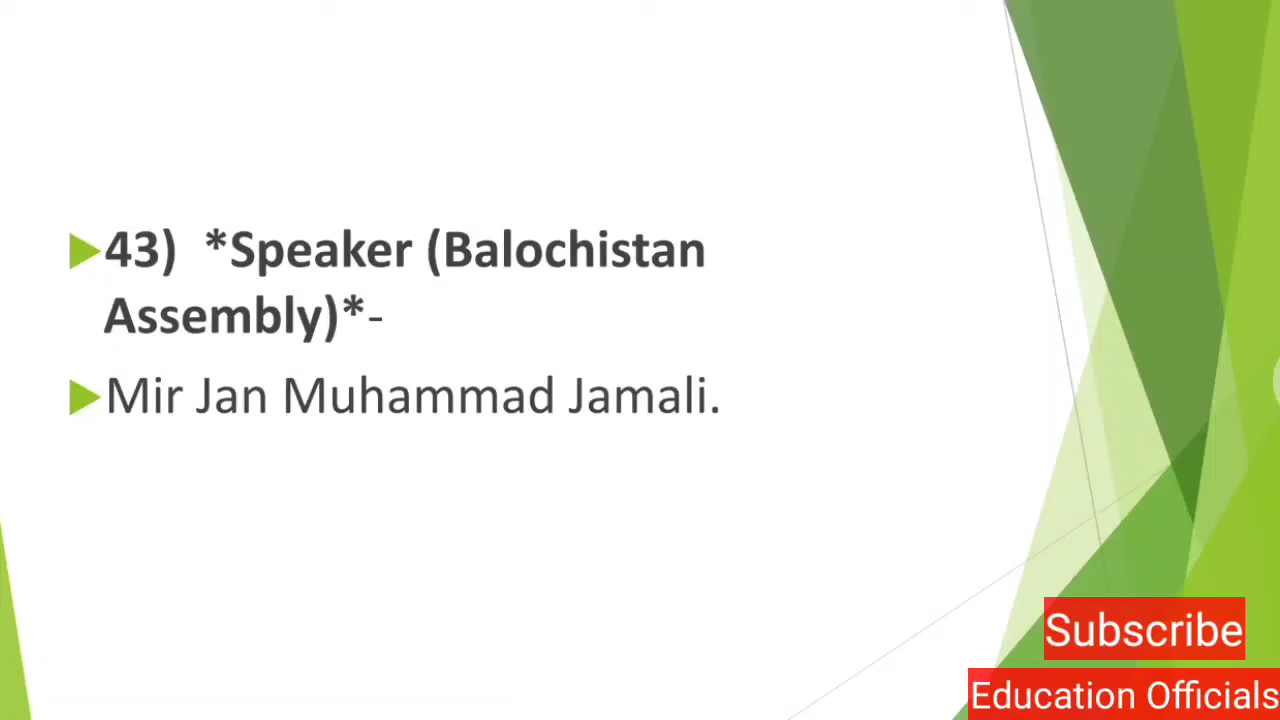 43)  *Speaker (Balochistan
Assembly)*-
Mir Jan Muhammad Jamali.
Subscribe
Education Officials